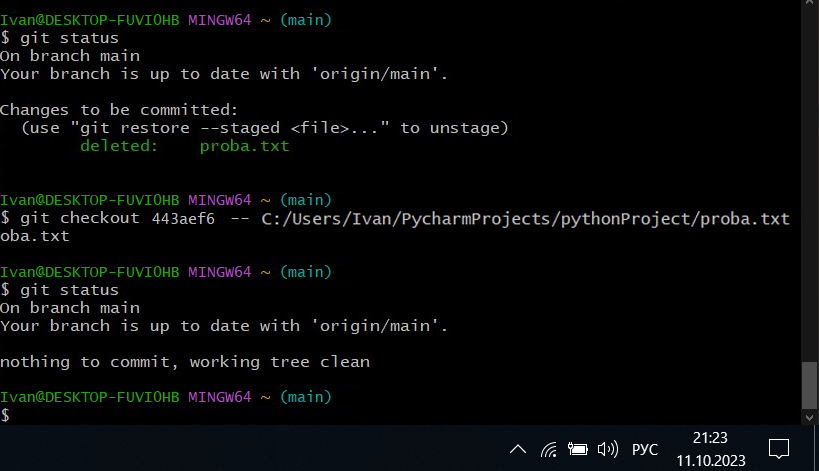 Ivan@DESKTOP-FUVI0HB MINGW64 ~ (main)
$ git status
On branch main
Your branch is up to date with 'origin/main'.
Changes to be committed:
(use "git restore --staged <file>..." to unstage)
deleted: proba.txt
Ivan@DESKTOP-FUVI0HB MINGW64 ~ (main)
$ git checkout 443aef6 -- C:/Users/Ivan/PycharmProjects/pythonProject/proba.txt
oba.txt
Ivan@DESKTOP-FUVI0HB MINGW64 ~ (main)
$ git status
On branch main
Your branch is up to date with 'origin/main'.
nothing to commit, working tree clean
Ivan@DESKTOP-FUVI0HB MINGW64 ~ (main)
$
РУС
21:23
11.10.2023